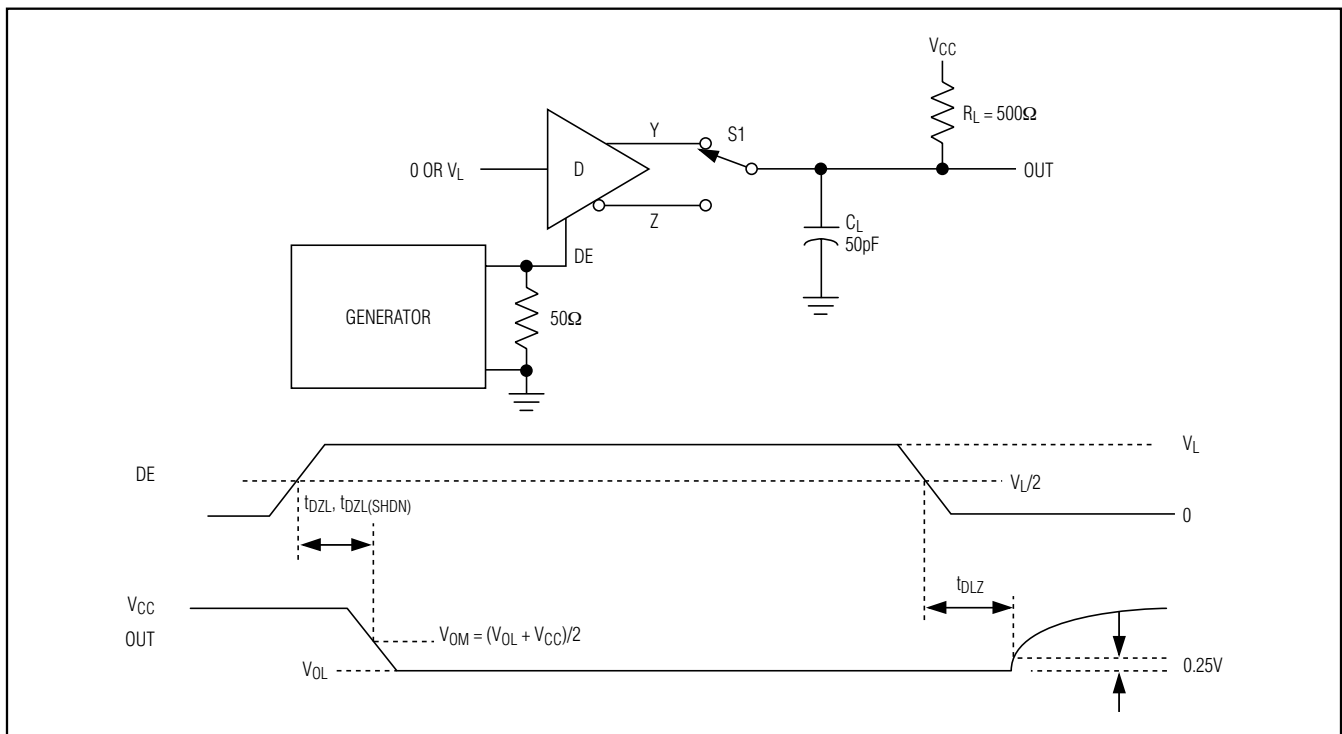 VCC
RL = 500Ω
Y
S1
0 OR VL
D
OUT
Z
CL
50pF
DE
GENERATOR
50Ω
VL
DE
VL/2
tDZL, tDZL(SHDN)
0
tDLZ
VCC
OUT
VOM = (VOL + VCC)/2
VOL
0.25V